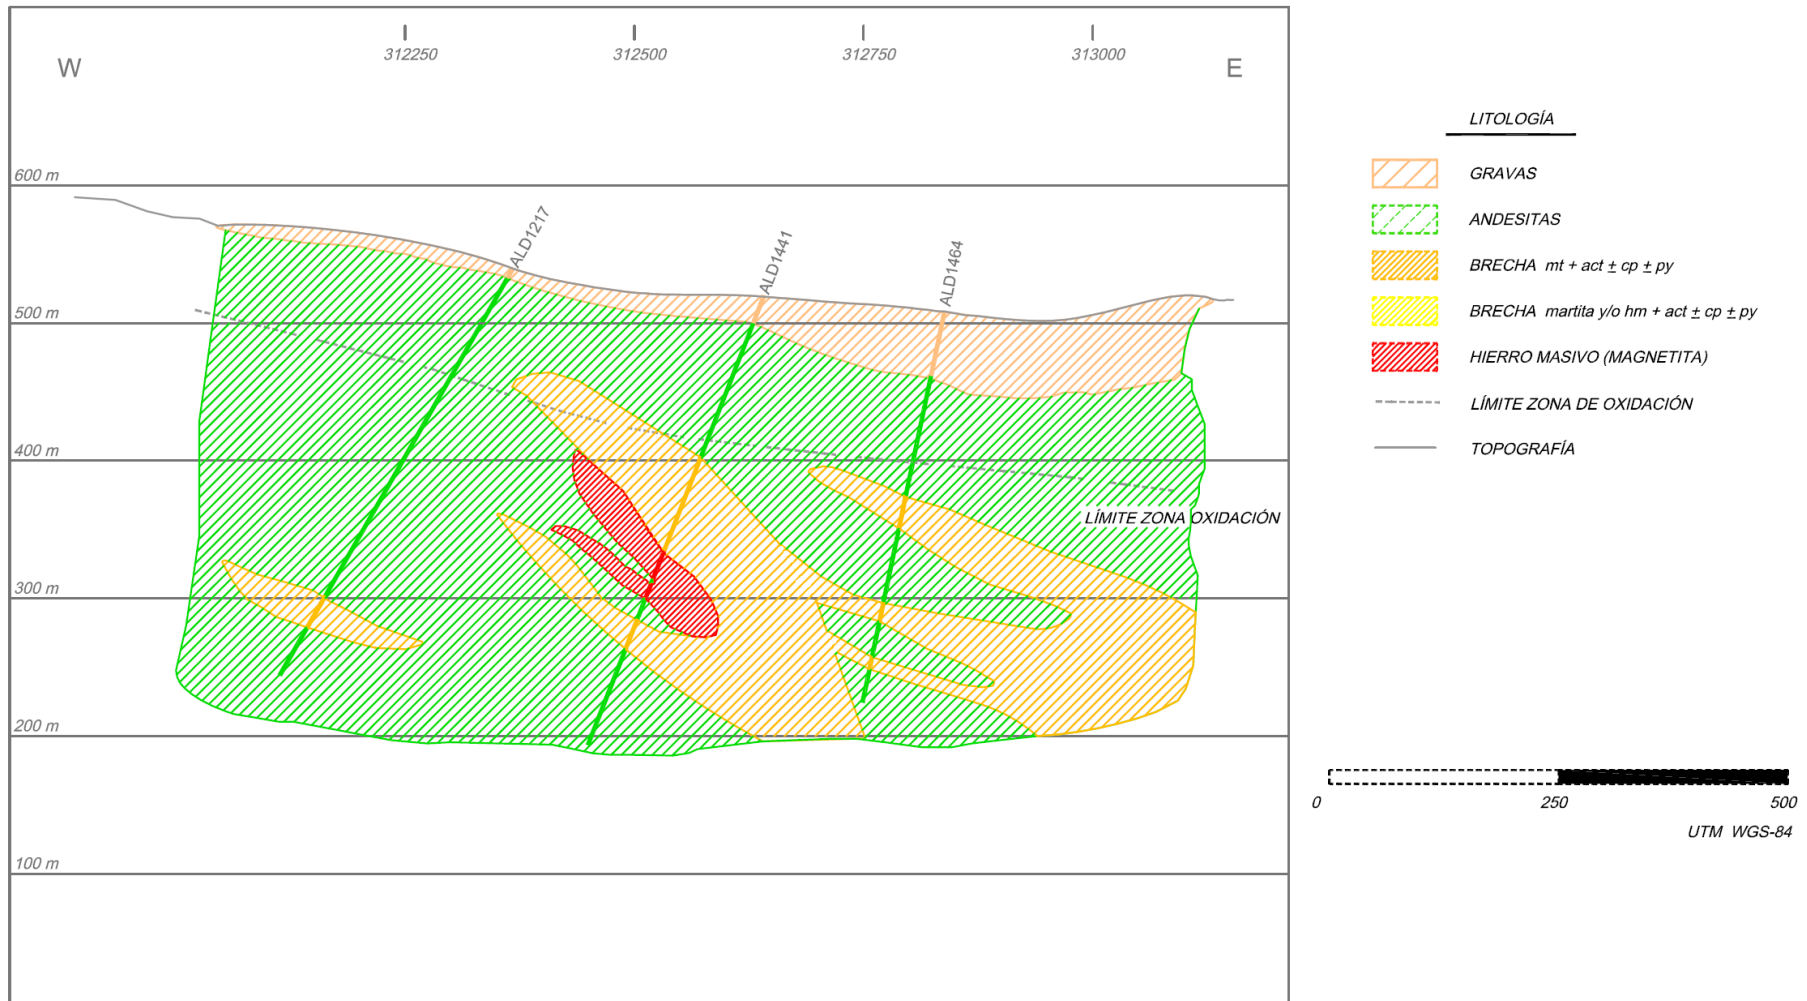 312250
312500
312750
313000
W
E
600 m
500 m
400 m
300 m
200 m
100 m
ALD1217
ALD1441
ALD1464
LÍMITE ZONA OXIDACIÓN
LITOLOGÍA
GRAVAS
ANDESITAS
BRECHA mt + act ± cp ± py
BRECHA martita y/o hm + act ± cp ± py
HIERRO MASIVO (MAGNETITA)
LÍMITE ZONA DE OXIDACIÓN
TOPOGRAFÍA
0
250
500
UTM WGS-84